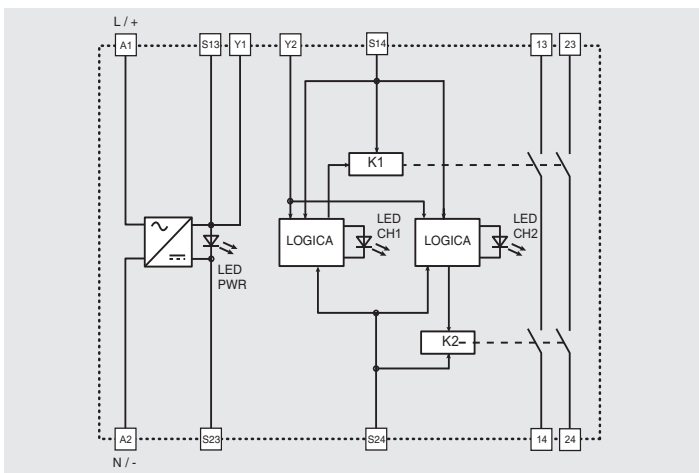 L / +
A1 S13 Y1 Y2 S14 13 23
K1
LOGICA LED CH1 LOGICA LED CH2
LED
PWR
K2
A2 S23 S24 14 24
N / -